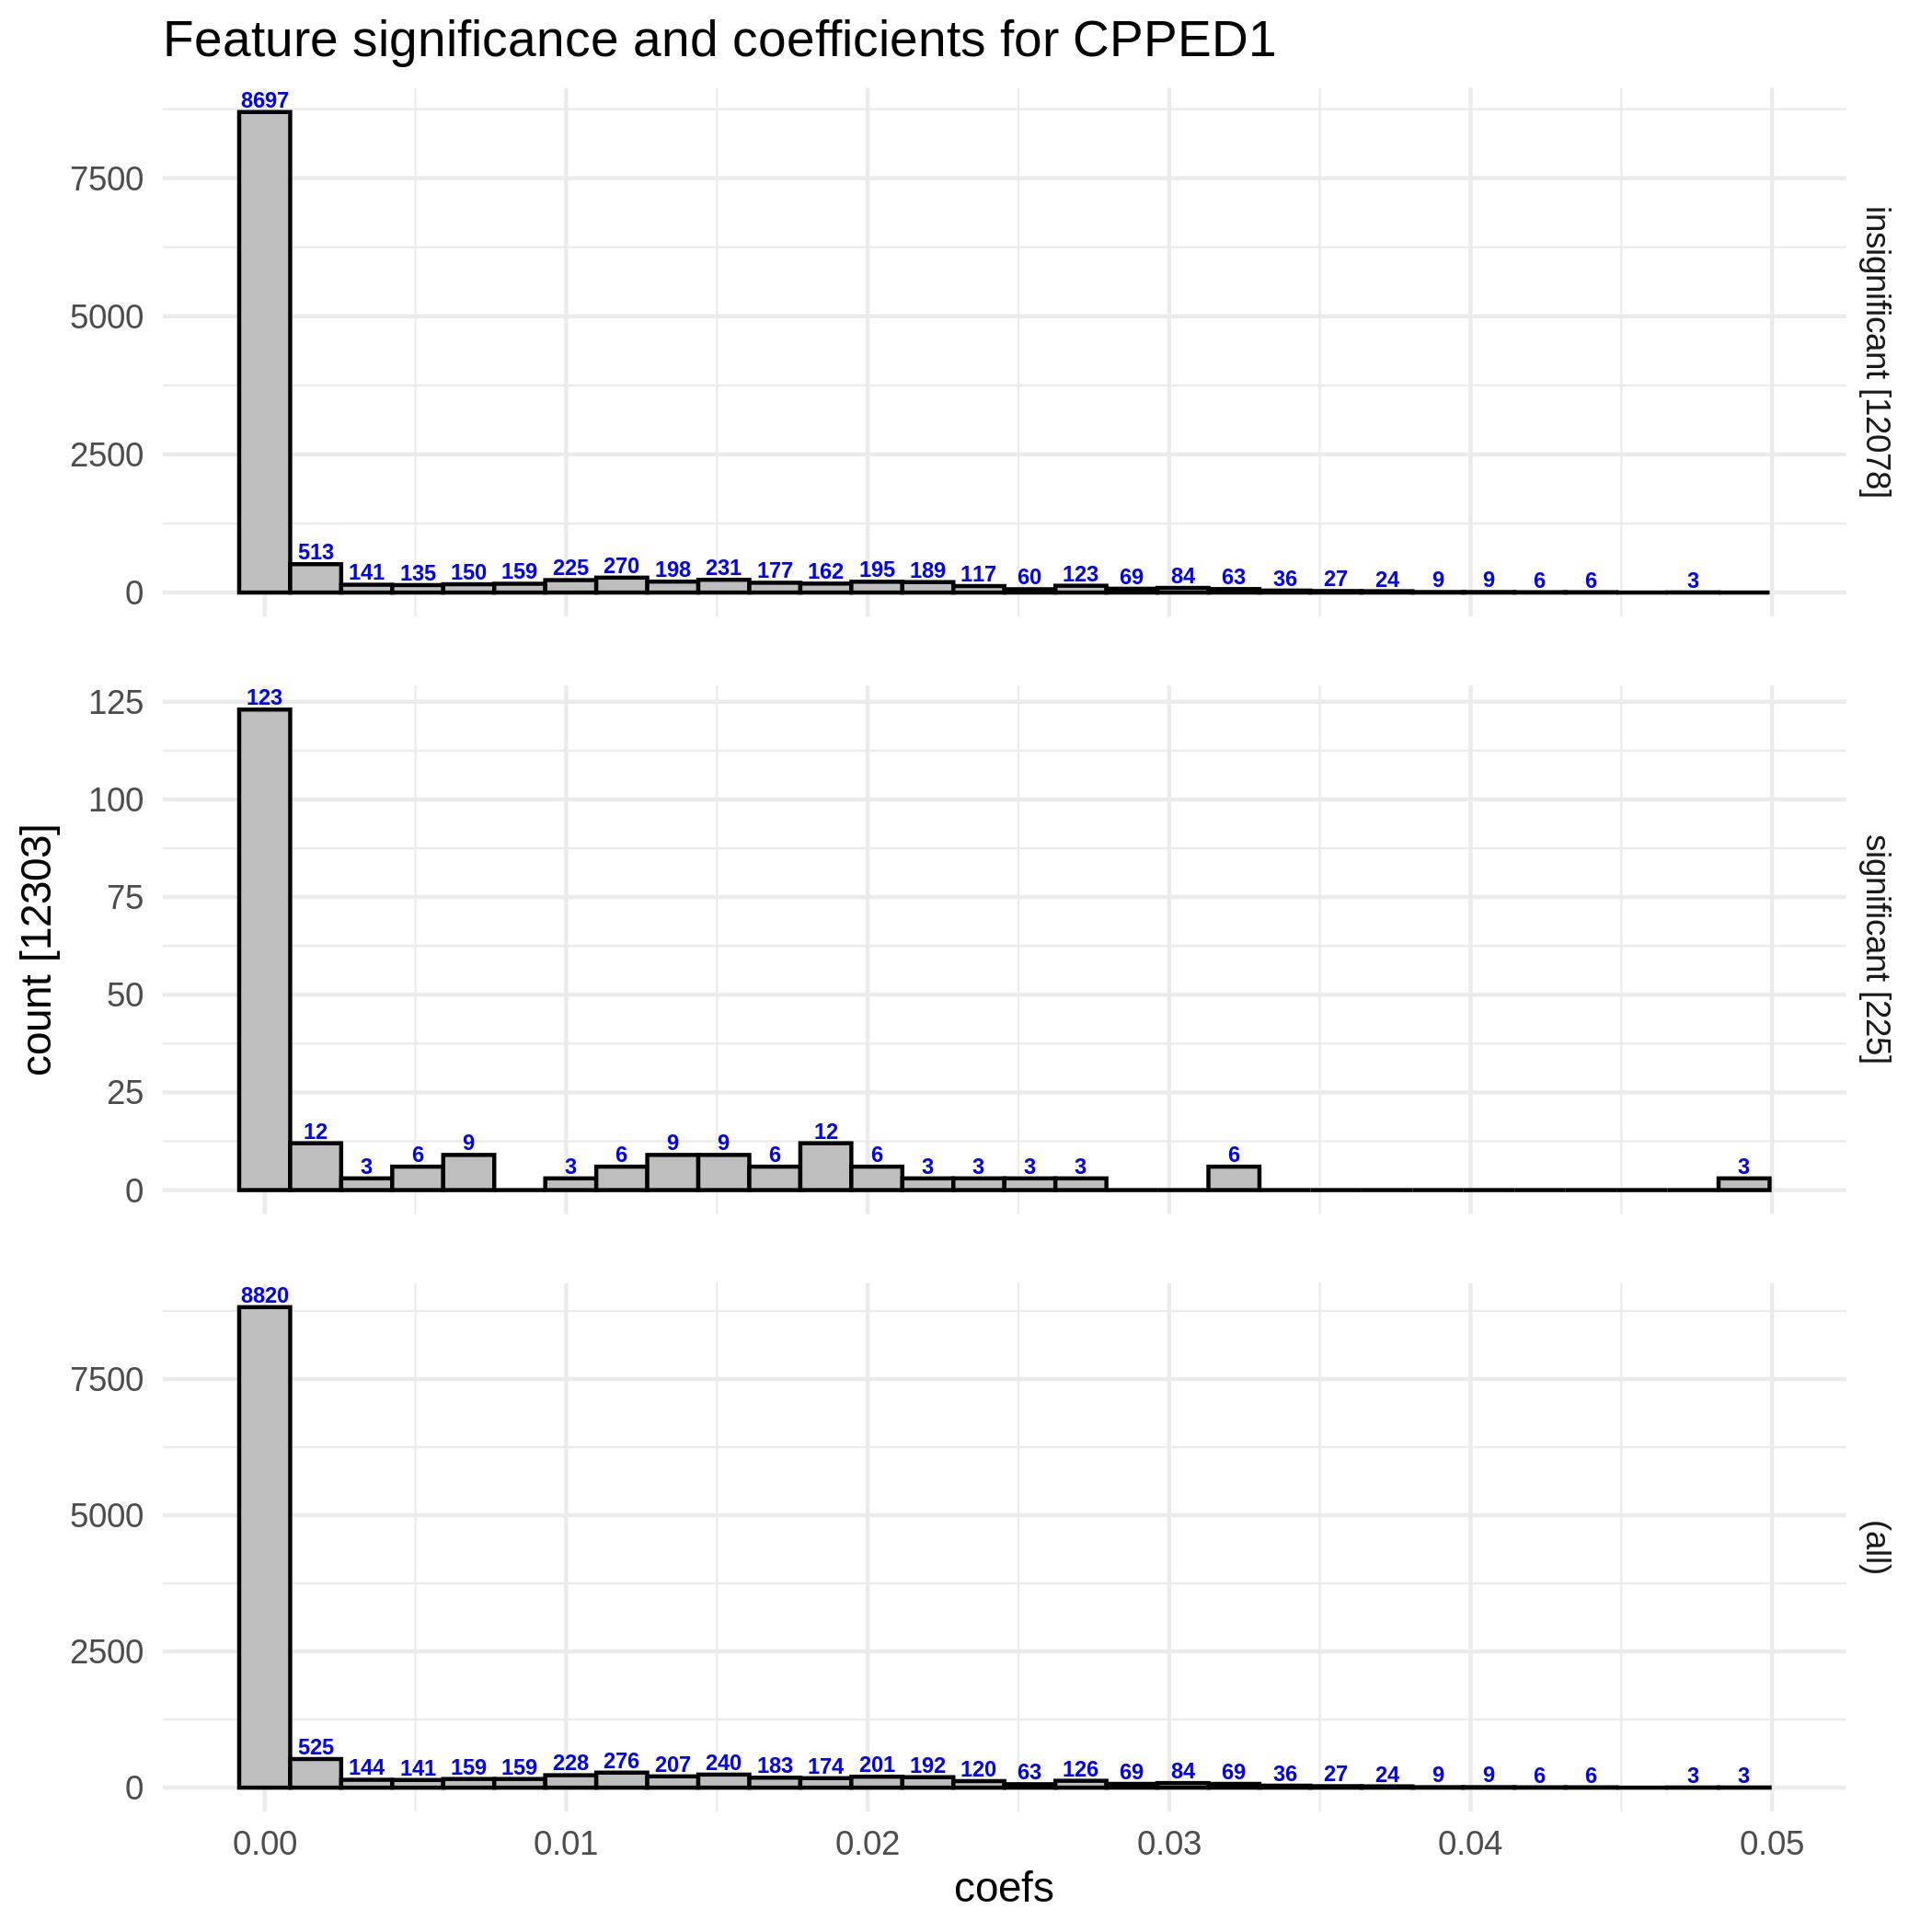 Feature significance and coefficients for CPPED1
8697
7500
5000
2500
0
513 141 135 150 159 225 270 198 231 177 162 195 189 117 60 123 69 84 63 36 27 24 9 9 6 6 3
insignificant [12078]
125
100
75
50
25
0
123
12 3 6 9 3 6 9 9 6 12 6 3 3 3 3 6 3
significant [225]
count [12303]
8820
7500
5000
2500
0
525 144 141 159 159 228 276 207 240 183 174 201 192 120 63 126 69 84 69 36 27 24 9 9 6 6 3 3
(all)
0.00 0.01 0.02 0.03 0.04 0.05
coefs